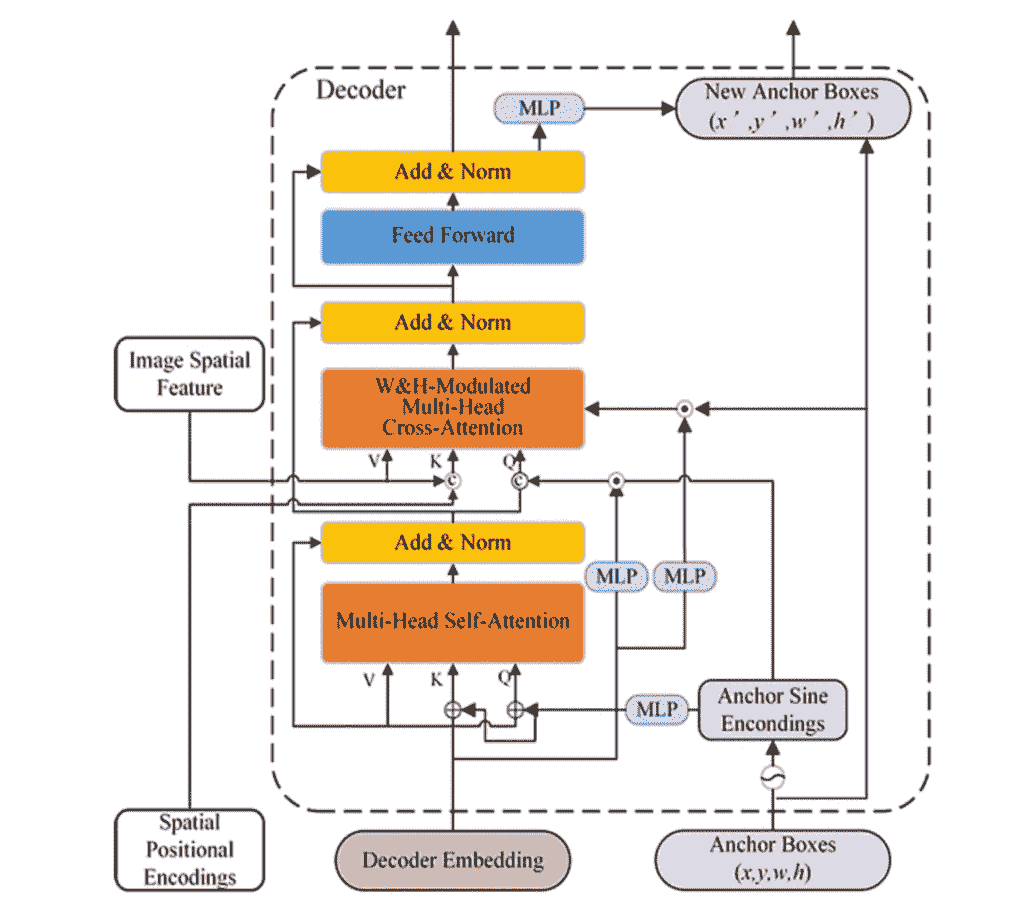 Decoder
MLP
New Anchor Boxes
(x′,y′,w′,h′)
Add & Norm
Feed Forward
Add & Norm
Image Spatial
Feature
W&H-Modulated
Multi-Head
Cross-Attention
V
K
Q
C
C
Add & Norm
MLP
MLP
Multi-Head Self-Attention
V
K
Q
MLP
Anchor Sine
Encondings
Spatial
Positional
Encodings
Decoder Embedding
Anchor Boxes
(x,y,w,h)